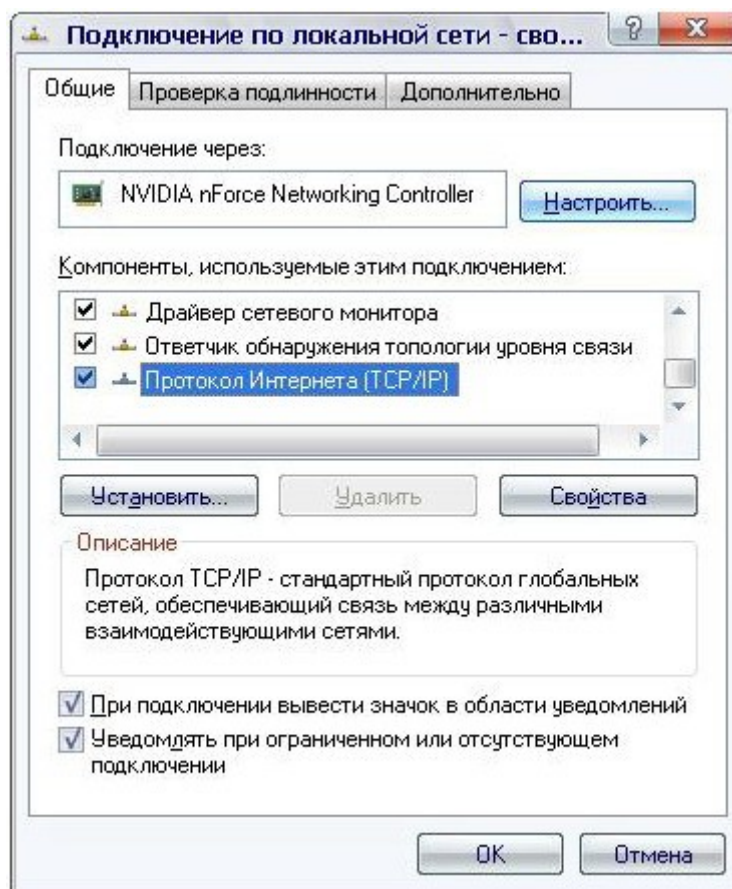 Подключение по локальной сети - сво...
Общие
Проверка подлинности
Дополнительно
Подключение через:
NVIDIA nForce Networking Controller
Настроить...
Компоненты, используемые этим подключением:
Драйвер сетевого монитора
Ответчик обнаружения топологии уровня связи
Протокол Интернета (TCP/IP)
Установить...
Удалить
Свойства
Описание
Протокол TCP/IP - стандартный протокол глобальных
сетей, обеспечивающий связь между различными
взаимодействующими сетями.
При подключении вывести значок в области уведомлений
Уведомлять при ограниченном или отсутствующем
подключении
OK
Отмена